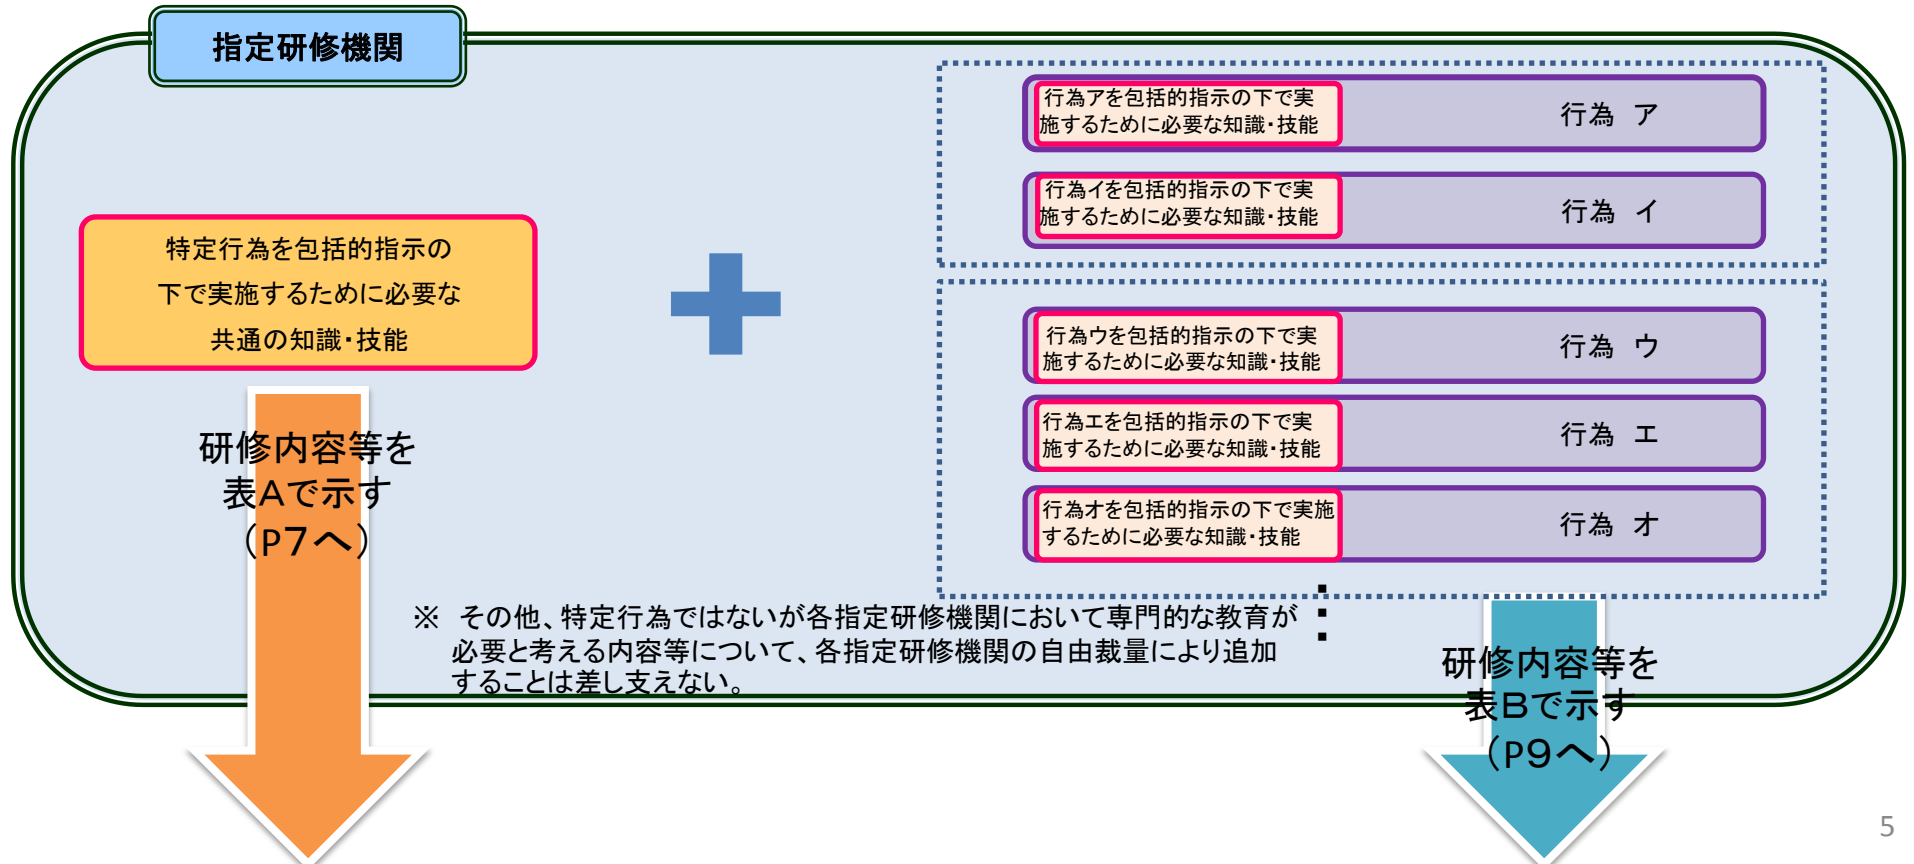 指定研修機関
特定行為を包括的指示の
下で実施するために必要な
共通の知識・技能
行為アを包括的指示の下で実
施するために必要な知識・技能
行為　ア
行為イを包括的指示の下で実
施するために必要な知識・技能
行為　イ
行為ウを包括的指示の下で実
施するために必要な知識・技能
行為　ウ
行為エを包括的指示の下で実
施するために必要な知識・技能
行為　エ
行為オを包括的指示の下で実施
するために必要な知識・技能
行為　オ
研修内容等を
表Aで示す
（P7へ）
※　その他、特定行為ではないが各指定研修機関において専門的な教育が
必要と考える内容等について、各指定研修機関の自由裁量により追加
することは差し支えない。
研修内容等を
表Bで示す
（P9へ）
5